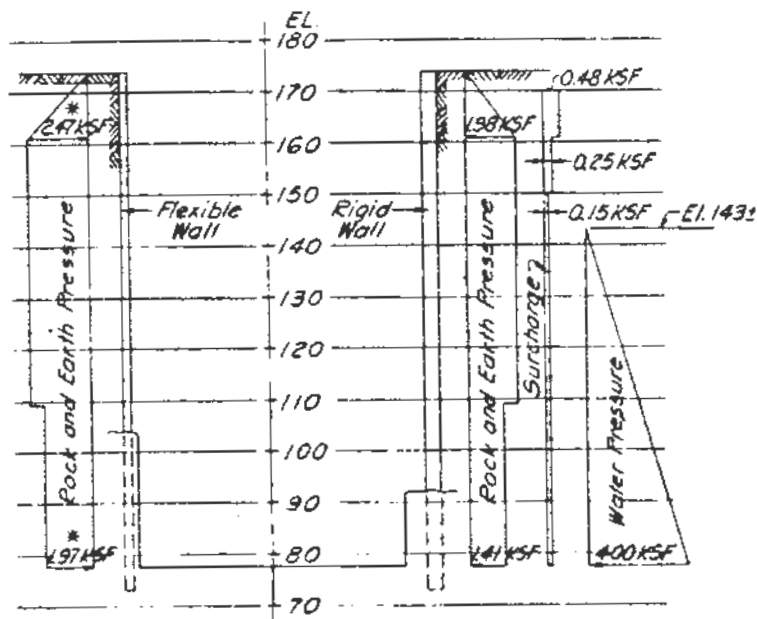 EL.
180
170
160
150
140
130
120
110
100
90
80
70
*
2.47 KSF
Rock and Earth Pressure
*
1.97 KSF
Flexible
Wall
Rigid
Wall
1.98 KSF
Rock and Earth Pressure
1.41 KSF
0.48 KSF
0.25 KSF
0.15 KSF
El. 143±
Surcharge
Water Pressure
4.00 KSF